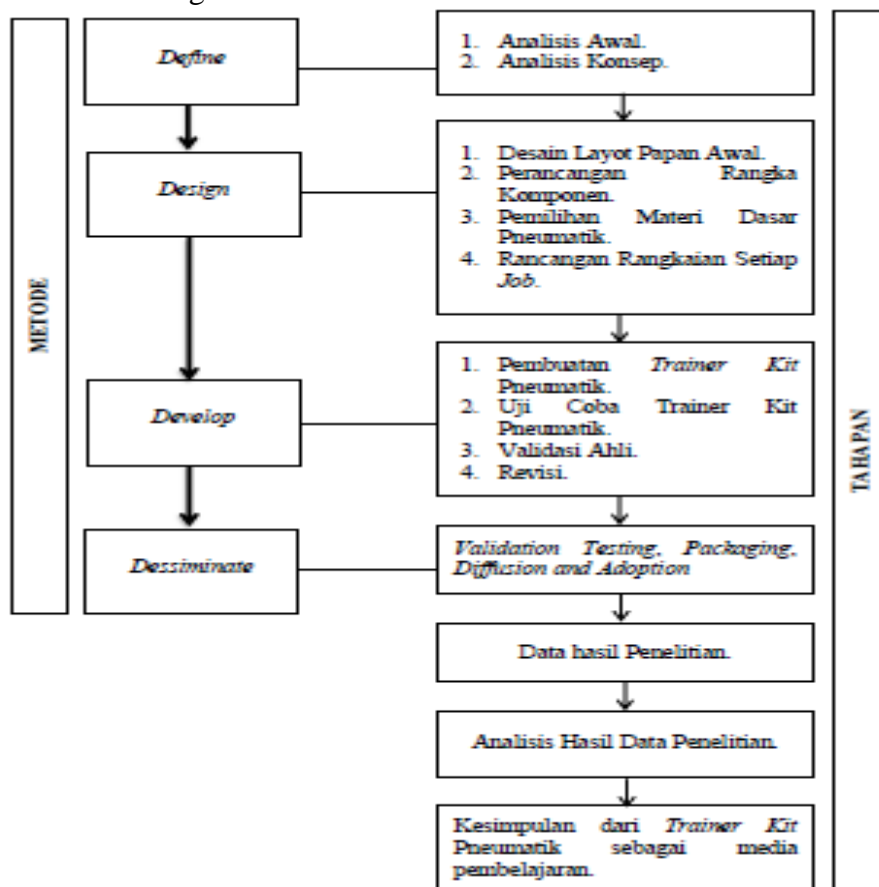 METODE
Define
1. Analisis Awal.
2. Analisis Konsep.
Design
1. Desain Layot Papan Awal.
2. Perancangan Rangka
Komponen.
3. Pemilihan Materi Dasar
Pneumatik.
4. Rancangan Rangkaian Setiap
Job.
Develop
1. Pembuatan Trainer Kit
Pneumatik.
2. Uji Coba Trainer Kit
Pneumatik.
3. Validasi Ahli.
4. Revisi.
Dessiminate
Validation Testing, Packaging,
Diffusion and Adoption
Data hasil Penelitian.
Analisis Hasil Data Penelitian.
Kesimpulan dari Trainer Kit
Pneumatik sebagai media
pembelajaran.
TAHAPAN